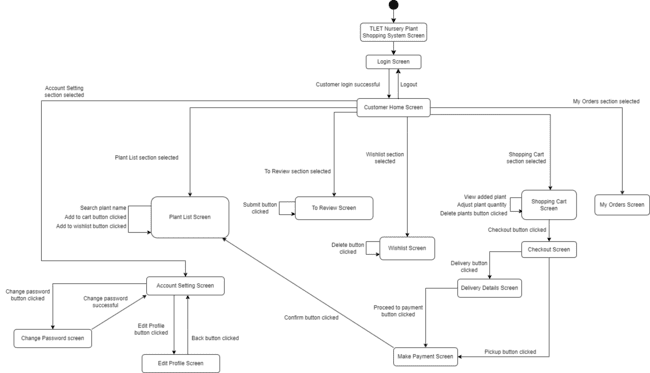 TLET Nursery Plant
Shopping System Screen
Login Screen
Customer login successful
Logout
Account Setting
section selected
Customer Home Screen
My Orders section selected
Plant List section selected
To Review section selected
Wishlist section
selected
Shopping Cart
section selected
Search plant name
Add to cart button clicked
Add to wishlist button clicked
Plant List Screen
Submit button
clicked
To Review Screen
View added plant
Adjust plant quantity
Delete plants button clicked
Shopping Cart
Screen
My Orders Screen
Checkout button clicked
Delete button
clicked
Wishlist Screen
Checkout Screen
Delivery button
clicked
Account Setting Screen
Delivery Details Screen
Change password
button clicked
Change password
successful
Proceed to payment
button clicked
Confirm button clicked
Edit Profile
button clicked
Back button clicked
Change Password screen
Pickup button clicked
Make Payment Screen
Edit Profile Screen